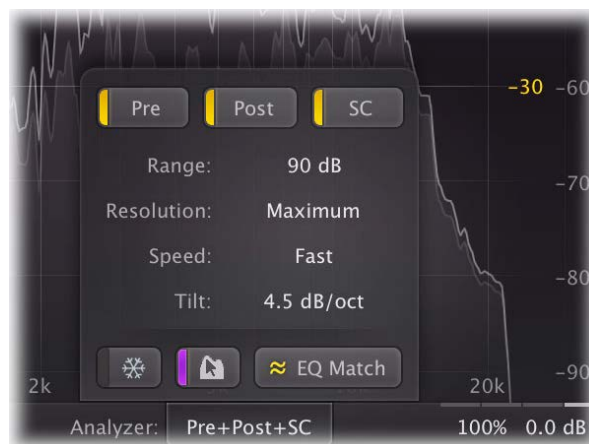 -30 -60
Pre Post SC
Range: 90 dB
-70
Resolution: Maximum
Speed: Fast
-80
Tilt: 4.5 dB/oct
EQ Match
2k 20k -90
Analyzer: Pre+Post+SC 100% 0.0 dB